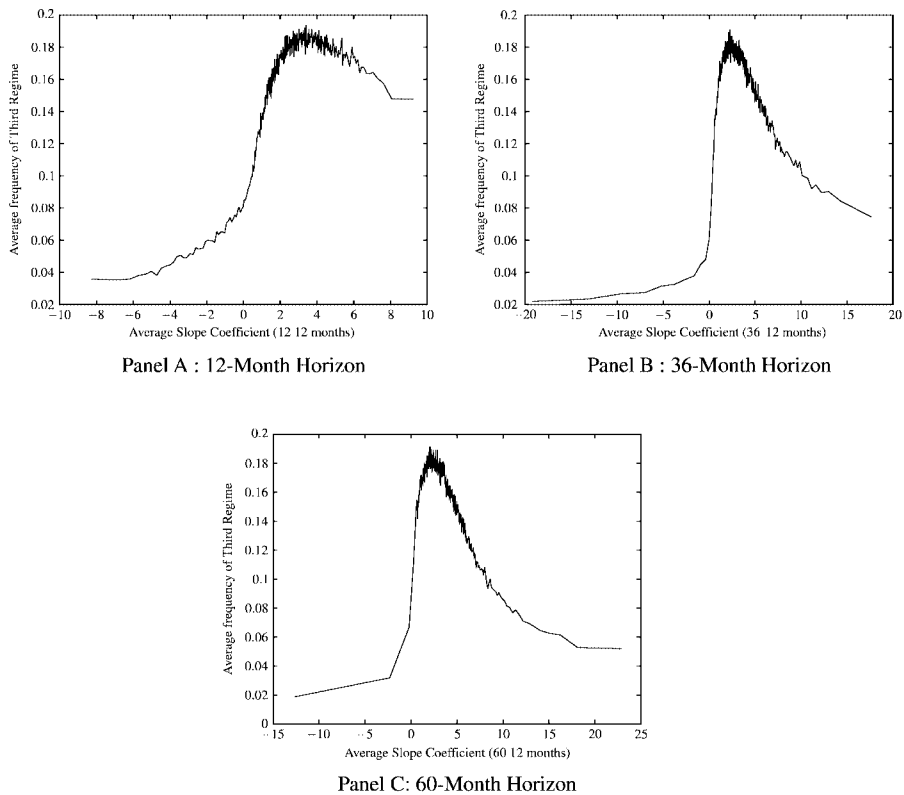 0.2
0.18
0.16
0.14
0.12
0.1
0.08
0.06
0.04
0.02
Average frequency of Third Regime
−10 −8 −6 −4 −2 0 2 4 6 8 10
Average Slope Coefficient (12 12 months)
Panel A : 12-Month Horizon
0.2
0.18
0.16
0.14
0.12
0.1
0.08
0.06
0.04
0.02
Average frequency of Third Regime
−20 −15 −10 −5 0 5 10 15 20
Average Slope Coefficient (36 12 months)
Panel B : 36-Month Horizon
0.2
0.18
0.16
0.14
0.12
0.1
0.08
0.06
0.04
0.02
0
Average frequency of Third Regime
−15 −10 −5 0 5 10 15 20 25
Average Slope Coefficient (60 12 months)
Panel C: 60-Month Horizon